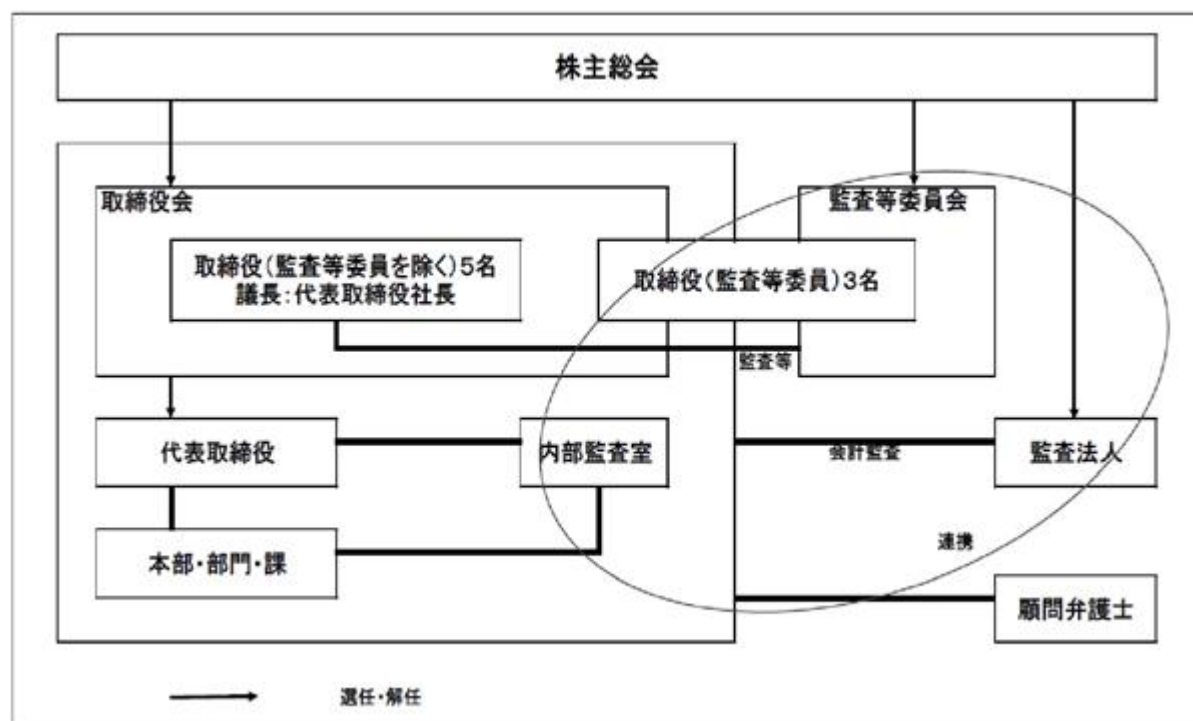 株主総会
取締役会
監査等委員会
取締役(監査等委員を除く)5名
議長:代表取締役社長
取締役(監査等委員)3名
監査等
代表取締役
内部監査室
会計監査
監査法人
本部・部門・課
連携
顧問弁護士
選任・解任